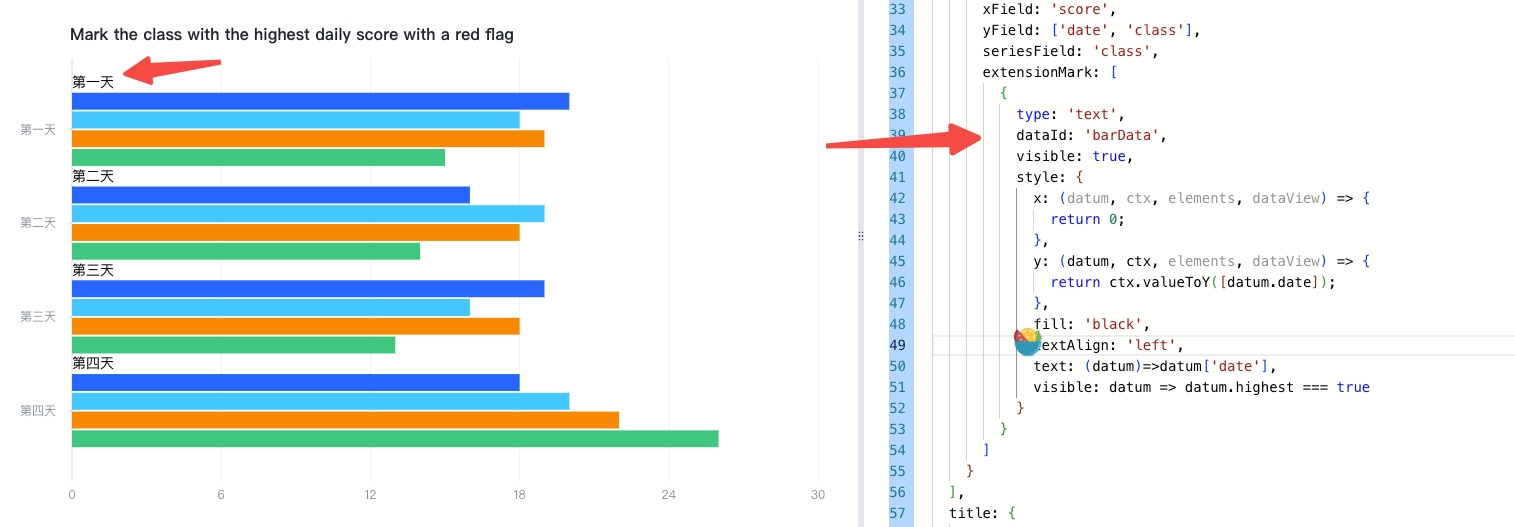 Mark the class with the highest daily score with a red flag
第一天
第一天
第二天
第二天
第三天
第三天
第四天
第四天
0 6 12 18 24 30
33 xField: 'score',
34 yField: ['date', 'class'],
35 seriesField: 'class',
36 extensionMark: [
37 {
38 type: 'text',
39 dataId: 'barData',
40 visible: true,
41 style: {
42 x: (datum, ctx, elements, dataView) => {
43 return 0;
44 },
45 y: (datum, ctx, elements, dataView) => {
46 return ctx.valueToY([datum.date]);
47 },
48 fill: 'black',
49 textAlign: 'left',
50 text: (datum)=>datum['date'],
51 visible: datum => datum.highest === true
52 }
53 }
54 ]
55 }
56 ],
57 title: {